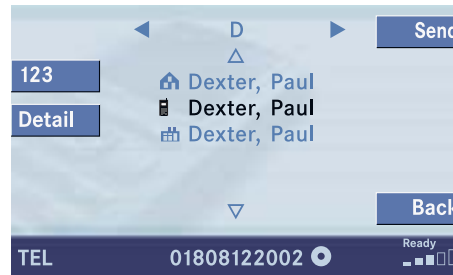 D
Send
123
Dexter, Paul
Detail
Dexter, Paul
Dexter, Paul
Back
TEL
01808122002
Ready